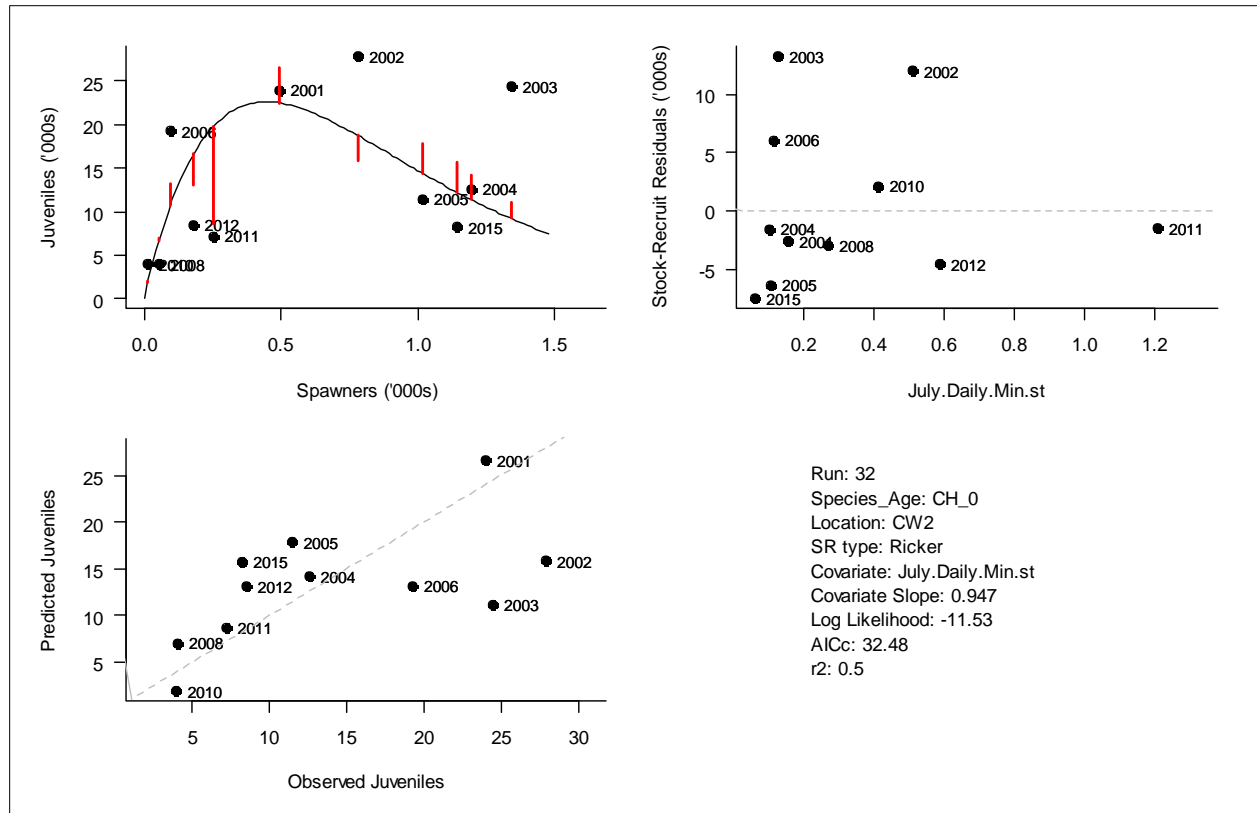 Juveniles ('000s)
25
20
15
10
5
0
2002
2001
2003
2006
2004
2005
2012
2015
2011
2010
2008
0.0 0.5 1.0 1.5
Spawners ('000s)
Stock-Recruit Residuals ('000s)
10
5
0
-5
2003
2002
2006
2010
2004
2004
2008
2011
2012
2005
2015
0.2 0.4 0.6 0.8 1.0 1.2
July.Daily.Min.st
Predicted Juveniles
25
20
15
10
5
2001
2005
2015
2002
2004
2012
2006
2003
2011
2008
2010
5 10 15 20 25 30
Observed Juveniles
Run: 32
Species_Age: CH_0
Location: CW2
SR type: Ricker
Covariate: July.Daily.Min.st
Covariate Slope: 0.947
Log Likelihood: -11.53
AICc: 32.48
r2: 0.5